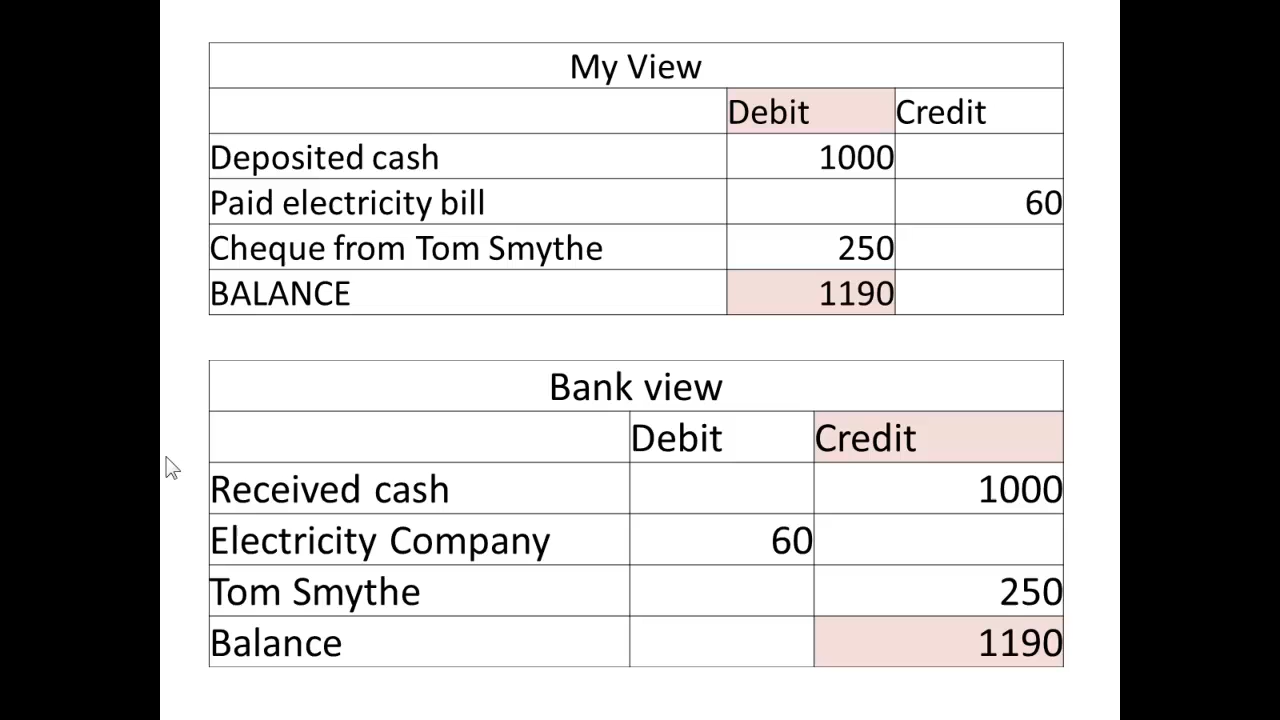 My View
Debit Credit
Deposited cash 1000
Paid electricity bill 60
Cheque from Tom Smythe 250
BALANCE 1190
Bank view
Debit Credit
Received cash 1000
Electricity Company 60
Tom Smythe 250
Balance 1190